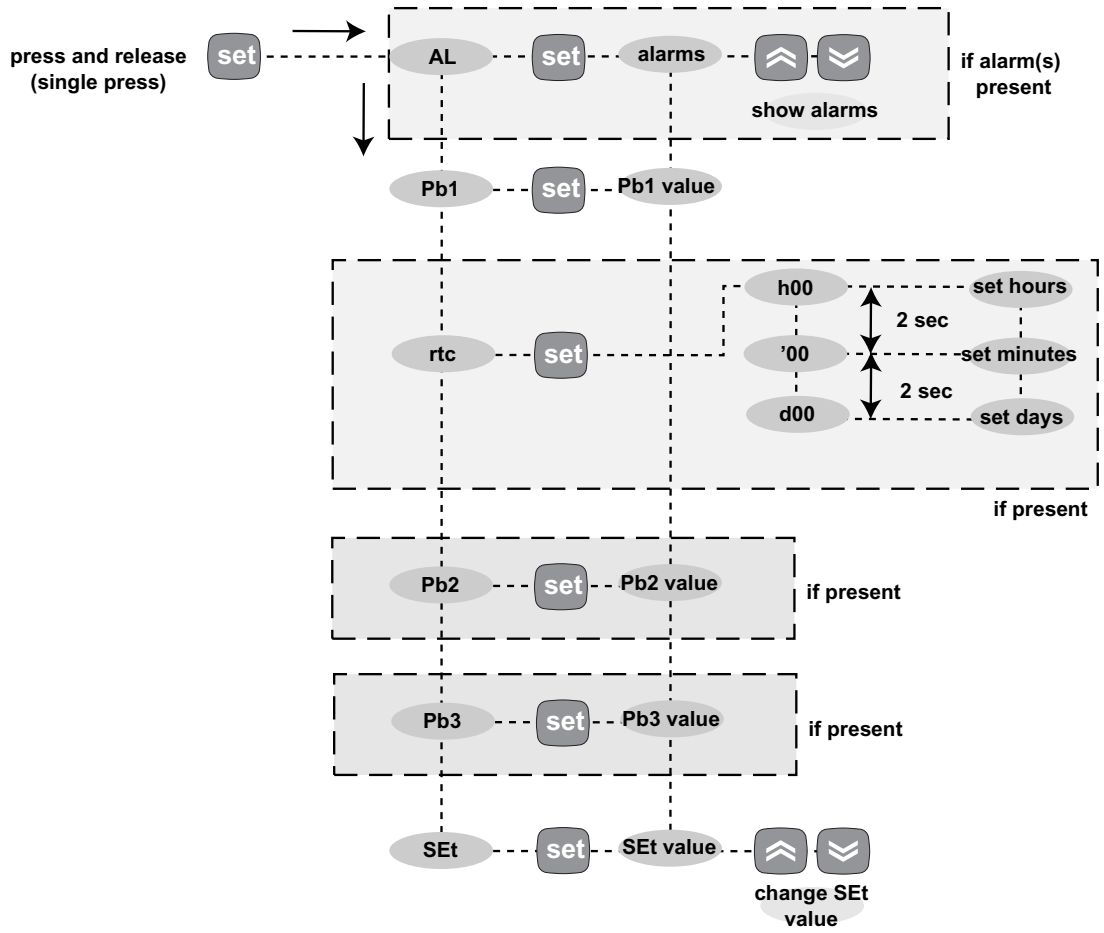 press and release
(single press)
set
AL
set
alarms
show alarms
if alarm(s)
present
Pb1
set
Pb1 value
rtc
set
h00
2 sec
set hours
’00
set minutes
2 sec
d00
set days
if present
Pb2
set
Pb2 value
if present
Pb3
set
Pb3 value
if present
SEt
set
SEt value
change SEt
value